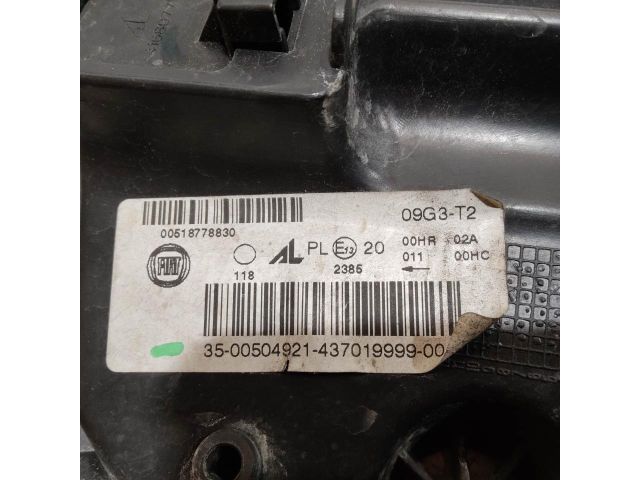 00518778830
09G3-T2
FIAT
118
AL PL E13 20
2385
00HR 02A
011 00HC
35-00504921-437019999-00